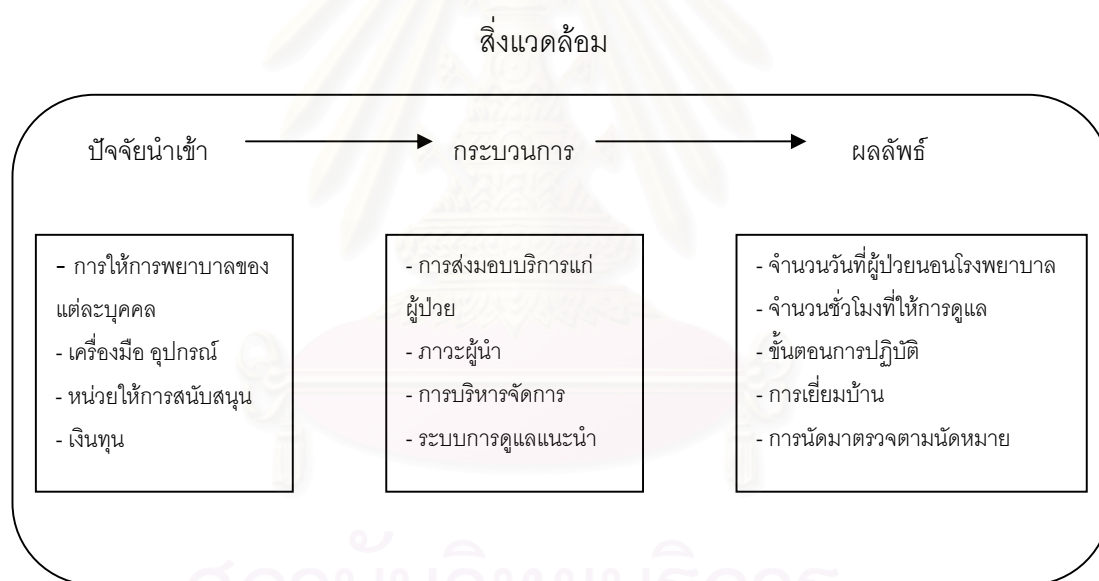 สิ่งแวดล้อม
ปัจจัยนำเข้า
กระบวนการ
ผลลัพธ์
- การให้การพยาบาลของ
แต่ละบุคคล
- เครื่องมือ อุปกรณ์
- หน่วยให้การสนับสนุน
- เงินทุน
- การส่งมอบบริการแก่
ผู้ป่วย
- ภาวะผู้นำ
- การบริหารจัดการ
- ระบบการดูแลแนะนำ
- จำนวนวันที่ผู้ป่วยนอนโรงพยาบาล
- จำนวนชั่วโมงที่ให้การดูแล
- ขั้นตอนการปฏิบัติ
- การเยี่ยมบ้าน
- การนัดมาตรวจตามนัดหมาย